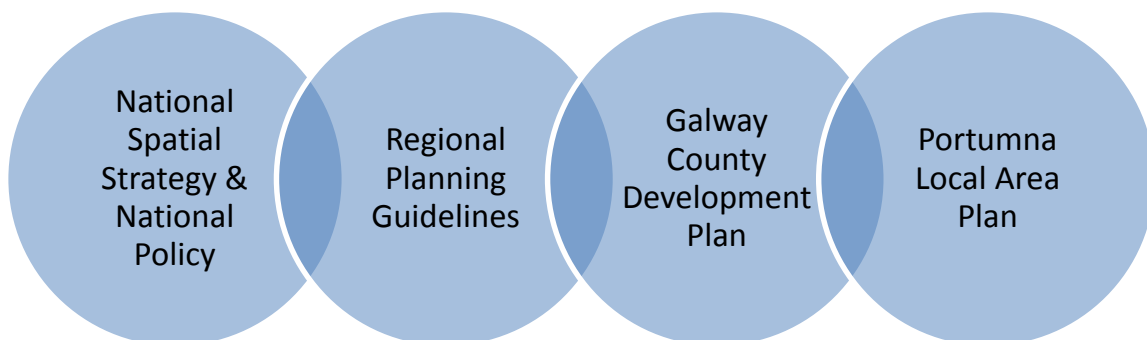 National
Spatial
Strategy &
National
Policy
Regional
Planning
Guidelines
Galway
County
Development
Plan
Portumna
Local Area
Plan